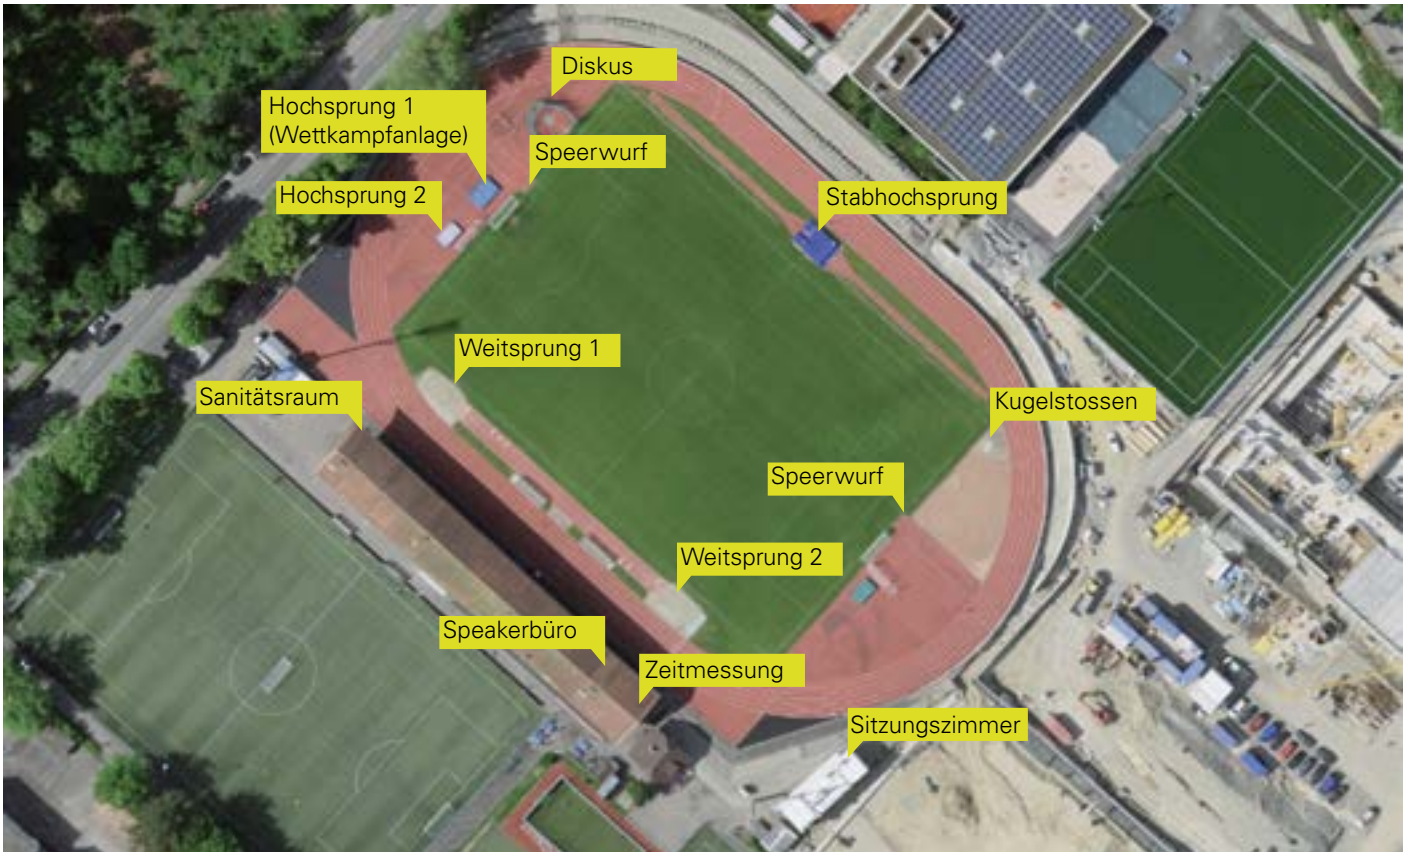 Diskus
Hochsprung 1
(Wettkampfanlage)
Speerwurf
Hochsprung 2
Stabhochsprung
Weitsprung 1
Sanitätsraum
Kugelstossen
Speerwurf
Weitsprung 2
Speakerbüro
Zeitmessung
Sitzungszimmer